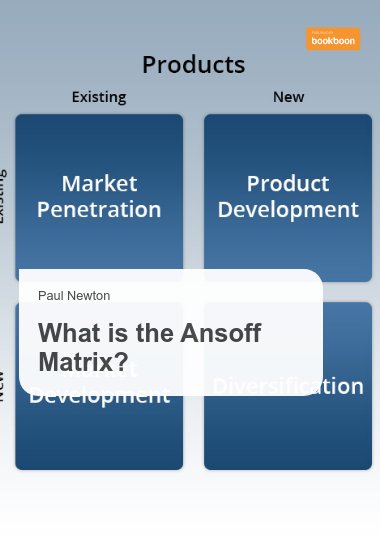 bookboon
Products
Existing
New
Market
Penetration
Product
Development
Existing
Paul Newton
What is the Ansoff
Matrix?
Development
Diversification
New